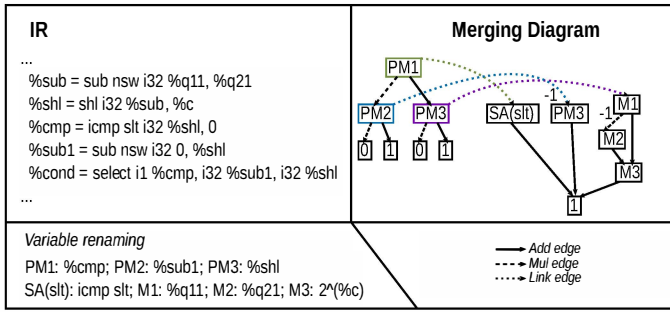 IR
...
%sub = sub nsw i32 %q11, %q21
%shl = shl i32 %sub, %c
%cmp = icmp slt i32 %shl, 0
%sub1 = sub nsw i32 0, %shl
%cond = select i1 %cmp, i32 %sub1, i32 %shl
...
Merging Diagram
PM1
PM2 PM3 SA(slt) -1 PM3 -1 M1
M2
0 1 0 1
M3
1
Variable renaming
PM1: %cmp; PM2: %sub1; PM3: %shl
SA(slt): icmp slt; M1: %q11; M2: %q21; M3: 2^(%c)
Add edge
Mul edge
Link edge